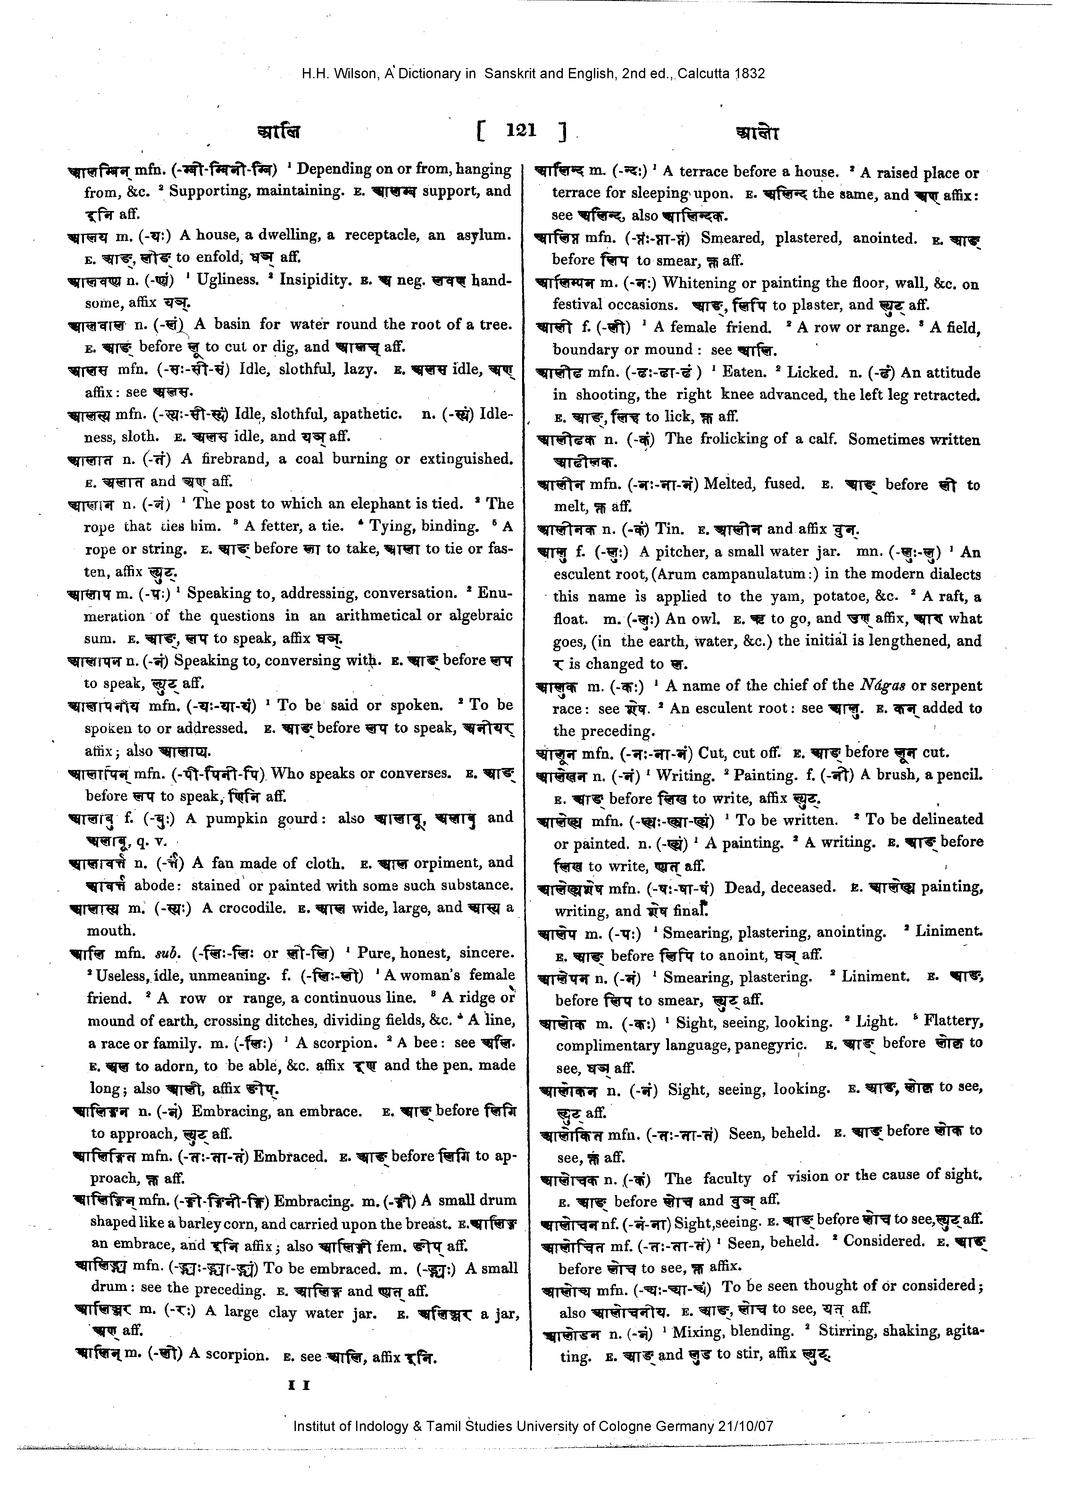 H.H. Wilson, A Dictionary in Sanskrit and English, 2nd ed., Calcutta 1832
आलि [ 121 ] आलो
आलम्बिन् mfn. (-म्बी-म्बिनी-म्बि) ¹ Depending on or from, hanging
from, &c. ² Supporting, maintaining. E. आलम्ब support, and
इनि aff.
आलय m. (-यः) A house, a dwelling, a receptacle, an asylum.
E. आङ्, लीङ् to enfold, घञ् aff.
आलवण्य n. (-ण्यं) ¹ Ugliness. ² Insipidity. E. अ neg. लवण hand-
some, affix यञ्.
आलवाल n. (-लं) A basin for water round the root of a tree.
E. आङ् before लू to cut or dig, and आलच् aff.
आलस mfn. (-सः-सी-सं) Idle, slothful, lazy. E. अलस idle, अण्
affix : see अलस.
आलस्य mfn. (-स्यः-सी-स्यं) Idle, slothful, apathetic. n. (-स्यं) Idle-
ness, sloth. E. अलस idle, and यञ् aff.
आलात n. (-तं) A firebrand, a coal burning or extinguished.
E. अलात and अण् aff.
आलान n. (-नं) ¹ The post to which an elephant is tied. ² The
rope that ties him. ³ A fetter, a tie. ⁴ Tying, binding. ⁵ A
rope or string. E. आङ् before ला to take, आला to tie or fas-
ten, affix ल्युट्.
आलाप m. (-पः) ¹ Speaking to, addressing, conversation. ² Enu-
meration of the questions in an arithmetical or algebraic
sum. E. आङ्, लप to speak, affix घञ्.
आलापन n. (-नं) Speaking to, conversing with. E. आङ् before लप
to speak, ल्युट् aff.
आलापनीय mfn. (-यः-या-यं) ¹ To be said or spoken. ² To be
spoken to or addressed. E. आङ् before लप to speak, अनीयर्
affix ; also आलाप्य.
आलापिन् mfn. (-पी-पिनी-पि) Who speaks or converses. E. आङ्
before लप to speak, णिनि aff.
आलाबु f. (-बुः) A pumpkin gourd : also आलाबू, अलाबु and
अलाबू, q. v.
आलावर्त्त n. (-र्त्तं) A fan made of cloth. E. आल orpiment, and
आवर्त्त abode : stained or painted with some such substance.
आलास्य m. (-स्यः) A crocodile. E. आल wide, large, and आस्य a
mouth.
आलि mfn. sub. (-लिः-लिः or ली-लि) ¹ Pure, honest, sincere.
² Useless, idle, unmeaning. f. (-लिः-ली) ¹ A woman's female
friend. ² A row or range, a continuous line. ³ A ridge or
mound of earth, crossing ditches, dividing fields, &c. ⁴ A line,
a race or family. m. (-लिः) ¹ A scorpion. ² A bee : see अलि.
E. अल to adorn, to be able, &c. affix इण् and the pen. made
long ; also आली, affix ङीप्.
आलिङ्गन n. (-नं) Embracing, an embrace. E. आङ् before लिगि
to approach, ल्युट् aff.
आलिङ्गित mfn. (-तः-ता-तं) Embraced. E. आङ् before लिगि to ap-
proach, क्त aff.
आलिङ्गिन् mfn. (-ङ्गी-ङ्गिनी-ङ्गि) Embracing. m. (-ङ्गी) A small drum
shaped like a barley corn, and carried upon the breast. E. आलिङ्ग
an embrace, and इनि affix ; also आलिङ्गी fem. ङीप् aff.
आलिङ्ग्य mfn. (-ङ्ग्यः-ङ्ग्या-ङ्ग्यं) To be embraced. m. (-ङ्ग्यः) A small
drum : see the preceding. E. आलिङ्ग and ण्यत् aff.
आलिञ्जर m. (-रः) A large clay water jar. E. अलिञ्जर a jar,
अण् aff.
आलिन् m. (-ली) A scorpion. E. see आलि, affix इनि.
I I
आलिन्द m. (-न्दः) ¹ A terrace before a house. ² A raised place or
terrace for sleeping upon. E. अलिन्द the same, and अण् affix :
see अलिन्द, also आलिन्दक.
आलिप्त mfn. (-प्तः-प्ता-प्तं) Smeared, plastered, anointed. E. आङ्
before लिप to smear, क्त aff.
आलिम्पन m. (-नः) Whitening or painting the floor, wall, &c. on
festival occasions. आङ्, लिपि to plaster, and ल्युट् aff.
आली f. (-ली) ¹ A female friend. ² A row or range. ³ A field,
boundary or mound : see आलि.
आलीढ mfn. (-ढः-ढा-ढं ) ¹ Eaten. ² Licked. n. (-ढं) An attitude
in shooting, the right knee advanced, the left leg retracted.
E. आङ्, लिह to lick, क्त aff.
आलीढक n. (-कं) The frolicking of a calf. Sometimes written
आढीलक.
आलीन mfn. (-नः-ना-नं) Melted, fused. E. आङ् before ली to
melt, क्त aff.
आलीनक n. (-कं) Tin. E. आलीन and affix वुन्.
आलु f. (-लुः) A pitcher, a small water jar. mn. (-लुः-लु) ¹ An
esculent root, (Arum campanulatum :) in the modern dialects
this name is applied to the yam, potatoe, &c. ² A raft, a
float. m. (-लुः) An owl. E. ऋ to go, and उण् affix, आर what
goes, (in the earth, water, &c.) the initial is lengthened, and
र is changed to ल.
आलुक m. (-कः) ¹ A name of the chief of the Nágas or serpent
race : see शेष. ² An esculent root : see आलु. E. कन् added to
the preceding.
आलून mfn. (-नः-ना-नं) Cut, cut off. E. आङ् before लून cut.
आलेखन n. (-नं) ¹ Writing. ² Painting. f. (-नी) A brush, a pencil.
E. आङ् before लिख to write, affix ल्युट्.
आलेख्य mfn. (-ख्यः-ख्या-ख्यं) ¹ To be written. ² To be delineated
or painted. n. (-ख्यं) ¹ A painting. ² A writing. E. आङ् before
लिख to write, ण्यत् aff.
आलेख्यशेष mfn. (-षः-षा-षं) Dead, deceased. E. आलेख्य painting,
writing, and शेष final.
आलेप m. (-पः) ¹ Smearing, plastering, anointing. ² Liniment.
E. आङ् before लिपि to anoint, घञ् aff.
आलेपन n. (-नं) ¹ Smearing, plastering. ² Liniment. E. आङ्,
before लिप to smear, ल्युट् aff.
आलोक m. (-कः) ¹ Sight, seeing, looking. ² Light. ⁵ Flattery,
complimentary language, panegyric. E. आङ् before लोक to
see, घञ् aff.
आलोकन n. (-नं) Sight, seeing, looking. E. आङ्, लोक to see,
ल्युट् aff.
आलोकित mfn. (-तः-ता-तं) Seen, beheld. E. आङ् before लोक to
see, क्त aff.
आलोचक n. (-कं) The faculty of vision or the cause of sight.
E. आङ् before लोच and वुञ् aff.
आलोचन nf. (-नं-ना) Sight, seeing. E. आङ् before लोच to see, ल्युट् aff.
आलोचित mf. (-तः-ता-तं) ¹ Seen, beheld. ² Considered. E. आङ्
before लोच to see, क्त affix.
आलोच्य mfn. (-च्यः-च्या-च्यं) To be seen thought of or considered ;
also आलोचनीय. E. आङ्, लोच to see, यत् aff.
आलोडन n. (-नं) ¹ Mixing, blending. ² Stirring, shaking, agita-
ting. E. आङ् and लुड to stir, affix ल्युट्.
Institut of Indology & Tamil Studies University of Cologne Germany 21/10/07